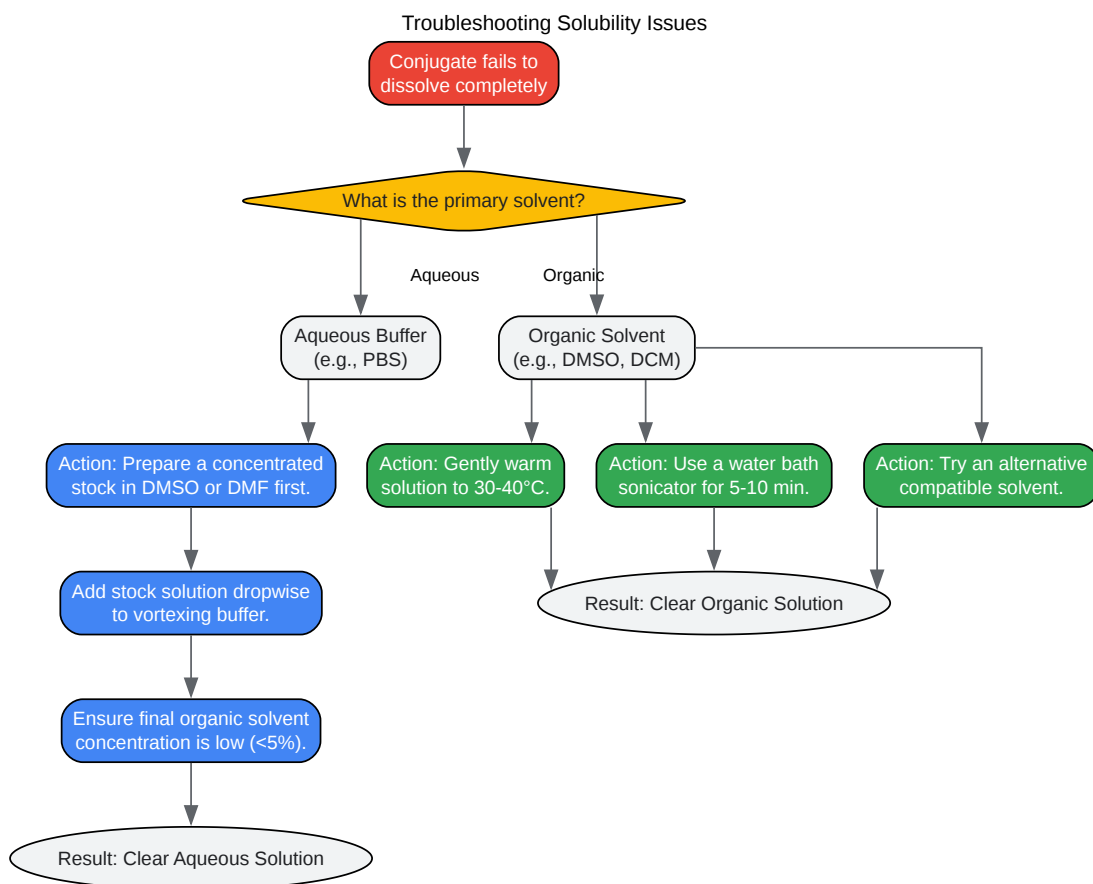 Troubleshooting Solubility Issues
Conjugate fails to
dissolve completely
What is the primary solvent?
Aqueous
Organic
Aqueous Buffer
(e.g., PBS)
Organic Solvent
(e.g., DMSO, DCM)
Action: Prepare a concentrated
stock in DMSO or DMF first.
Action: Gently warm
solution to 30-40°C.
Action: Use a water bath
sonicator for 5-10 min.
Action: Try an alternative
compatible solvent.
Add stock solution dropwise
to vortexing buffer.
Result: Clear Organic Solution
Ensure final organic solvent
concentration is low (<5%).
Result: Clear Aqueous Solution